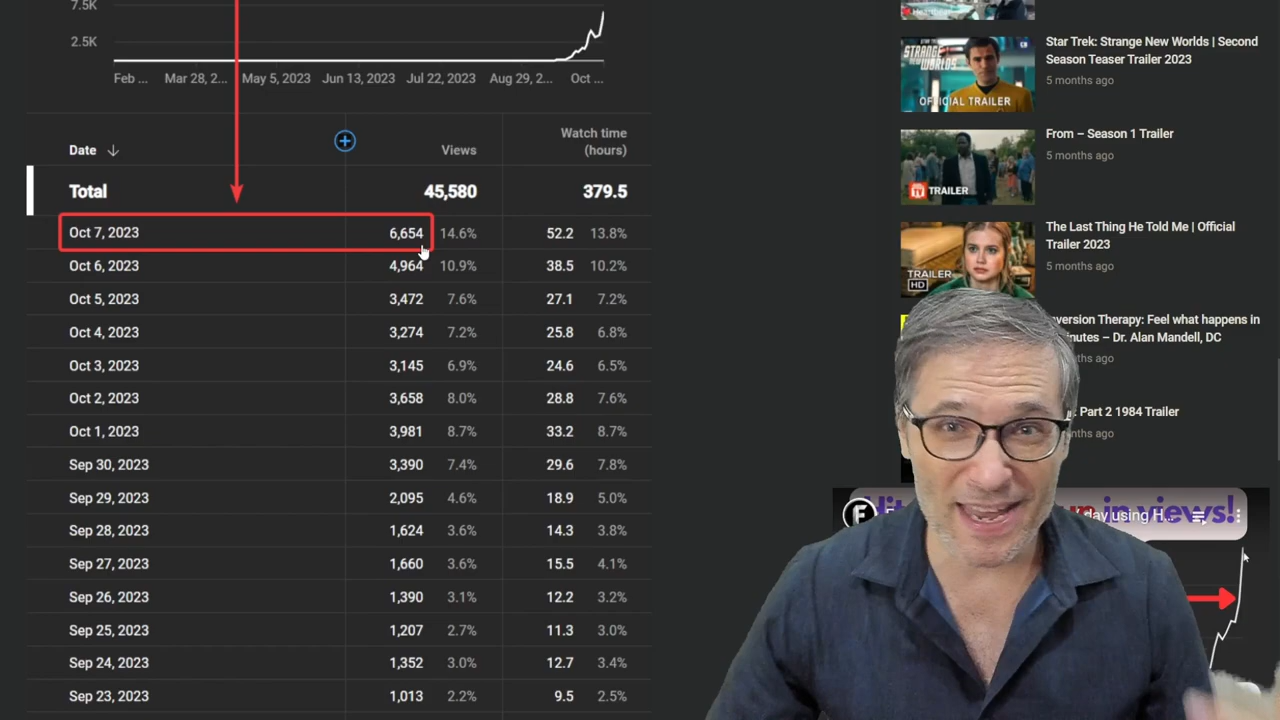 7.5K
2.5K
Feb ... Mar 28, 2... May 5, 2023 Jun 13, 2023 Jul 22, 2023 Aug 29, 2... Oct ...
Date Views Watch time (hours)
Total 45,580 379.5
Oct 7, 2023 6,654 14.6% 52.2 13.8%
Oct 6, 2023 4,964 10.9% 38.5 10.2%
Oct 5, 2023 3,472 7.6% 27.1 7.2%
Oct 4, 2023 3,274 7.2% 25.8 6.8%
Oct 3, 2023 3,145 6.9% 24.6 6.5%
Oct 2, 2023 3,658 8.0% 28.8 7.6%
Oct 1, 2023 3,981 8.7% 33.2 8.7%
Sep 30, 2023 3,390 7.4% 29.6 7.8%
Sep 29, 2023 2,095 4.6% 18.9 5.0%
Sep 28, 2023 1,624 3.6% 14.3 3.8%
Sep 27, 2023 1,660 3.6% 15.5 4.1%
Sep 26, 2023 1,390 3.1% 12.2 3.2%
Sep 25, 2023 1,207 2.7% 11.3 3.0%
Sep 24, 2023 1,352 3.0% 12.7 3.4%
Sep 23, 2023 1,013 2.2% 9.5 2.5%
Star Trek: Strange New Worlds | Second
Season Teaser Trailer 2023
5 months ago
STRANGE NEW WORLDS
OFFICIAL TRAILER
From – Season 1 Trailer
5 months ago
TRAILER
The Last Thing He Told Me | Official
Trailer 2023
5 months ago
TRAILER
HD
nversion Therapy: Feel what happens in
nutes – Dr. Alan Mandell, DC
ths ago
: Part 2 1984 Trailer
nths ago
in views!
day using H...